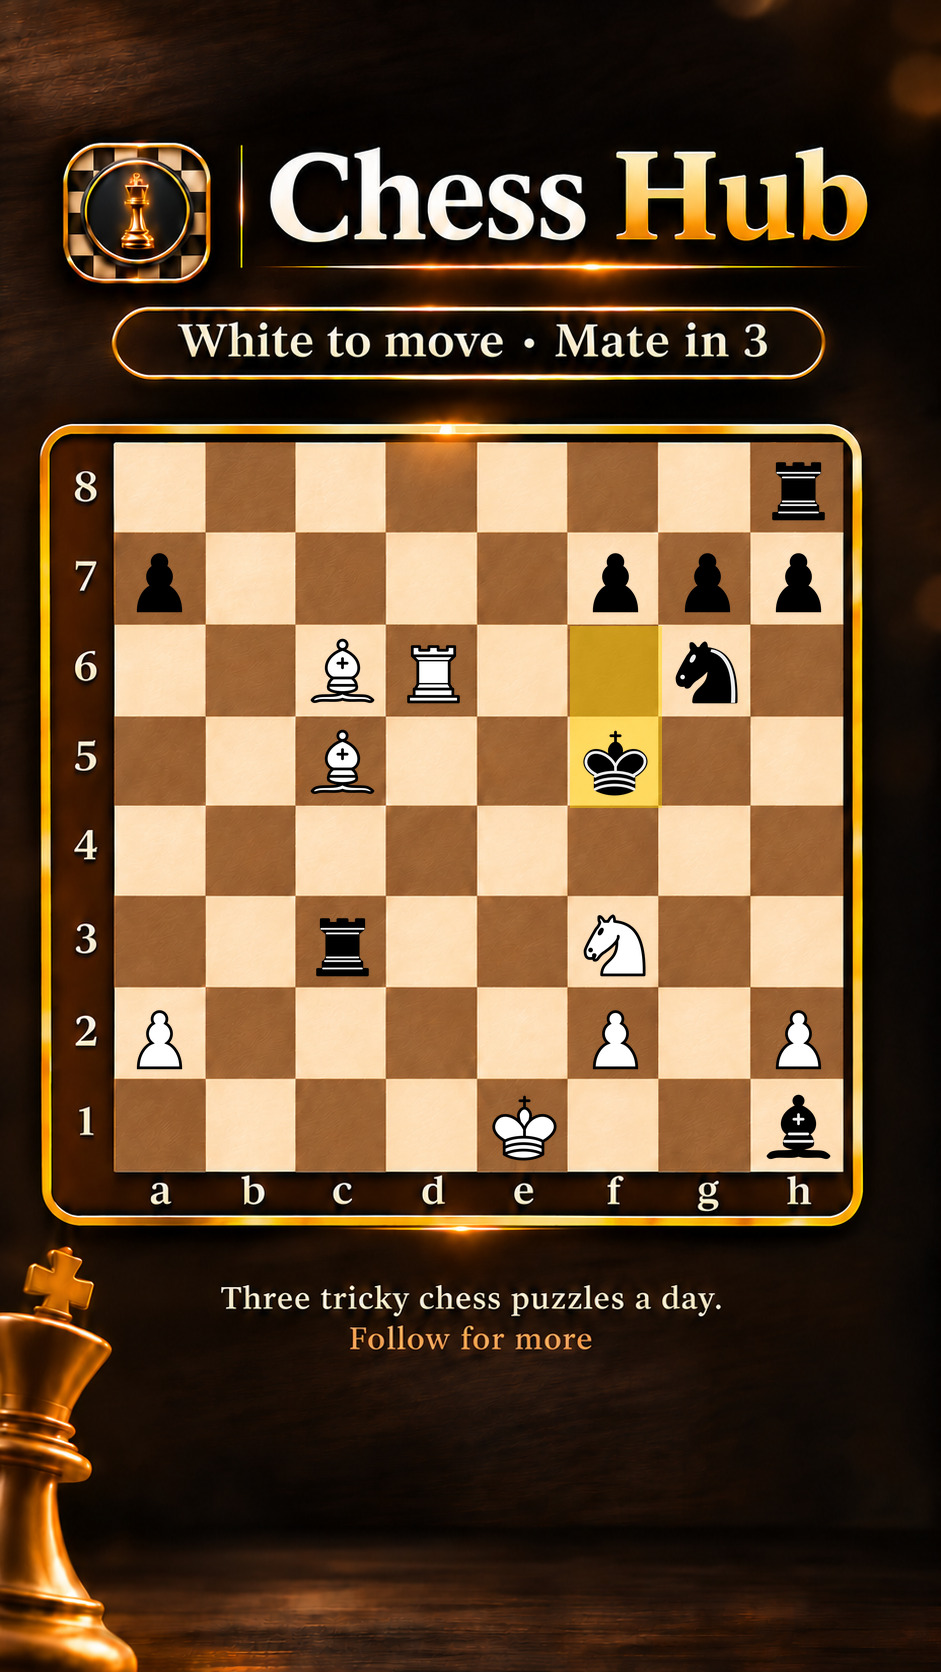 Chess Hub
White to move • Mate in 3
8
7
6
5
4
3
2
1
a b c d e f g h
Three tricky chess puzzles a day.
Follow for more